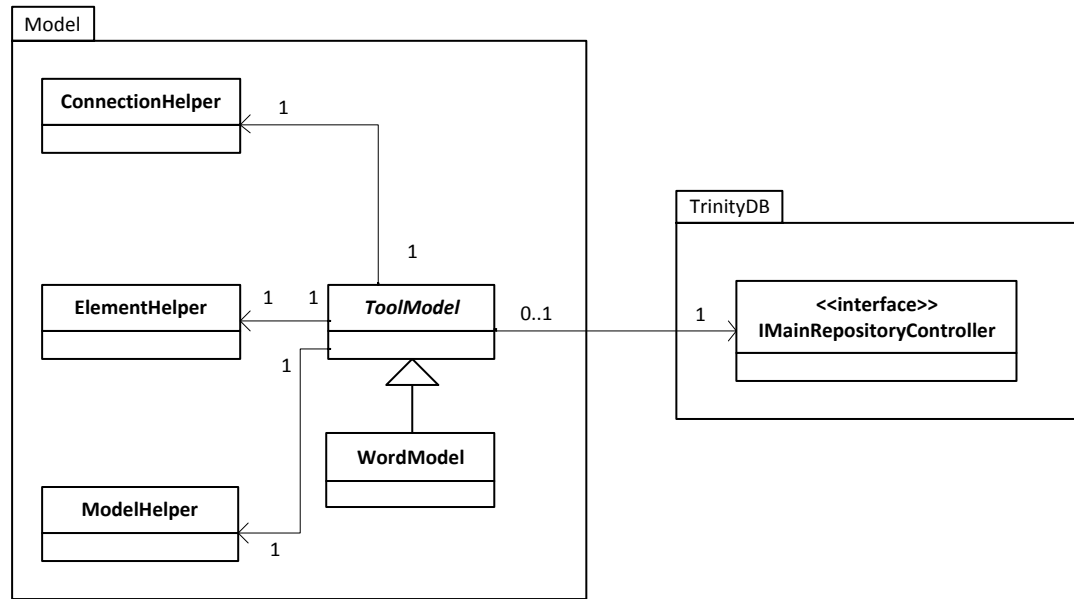 Model
ConnectionHelper
1
1
TrinityDB
ElementHelper
1
1
ToolModel
0..1
1
<<interface>>
IMainRepositoryController
1
WordModel
ModelHelper
1